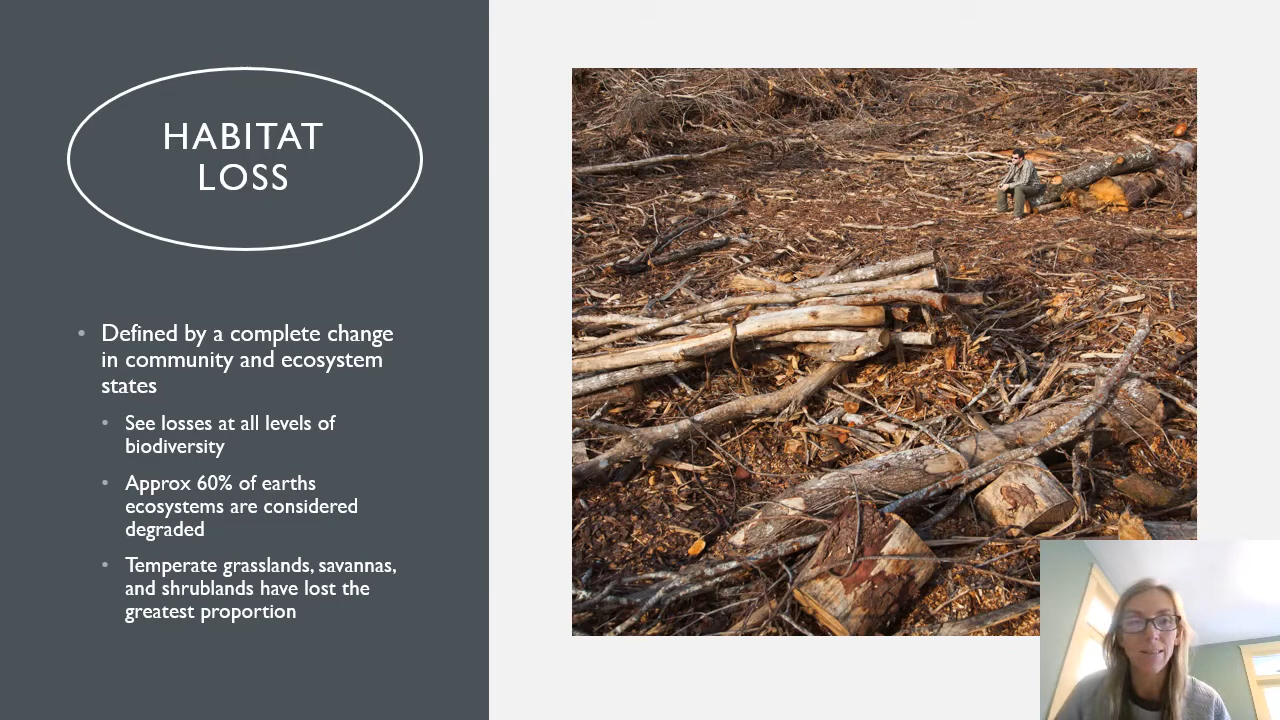 HABITAT
LOSS
• Defined by a complete change
in community and ecosystem
states
• See losses at all levels of
biodiversity
• Approx 60% of earths
ecosystems are considered
degraded
• Temperate grasslands, savannas,
and shrublands have lost the
greatest proportion